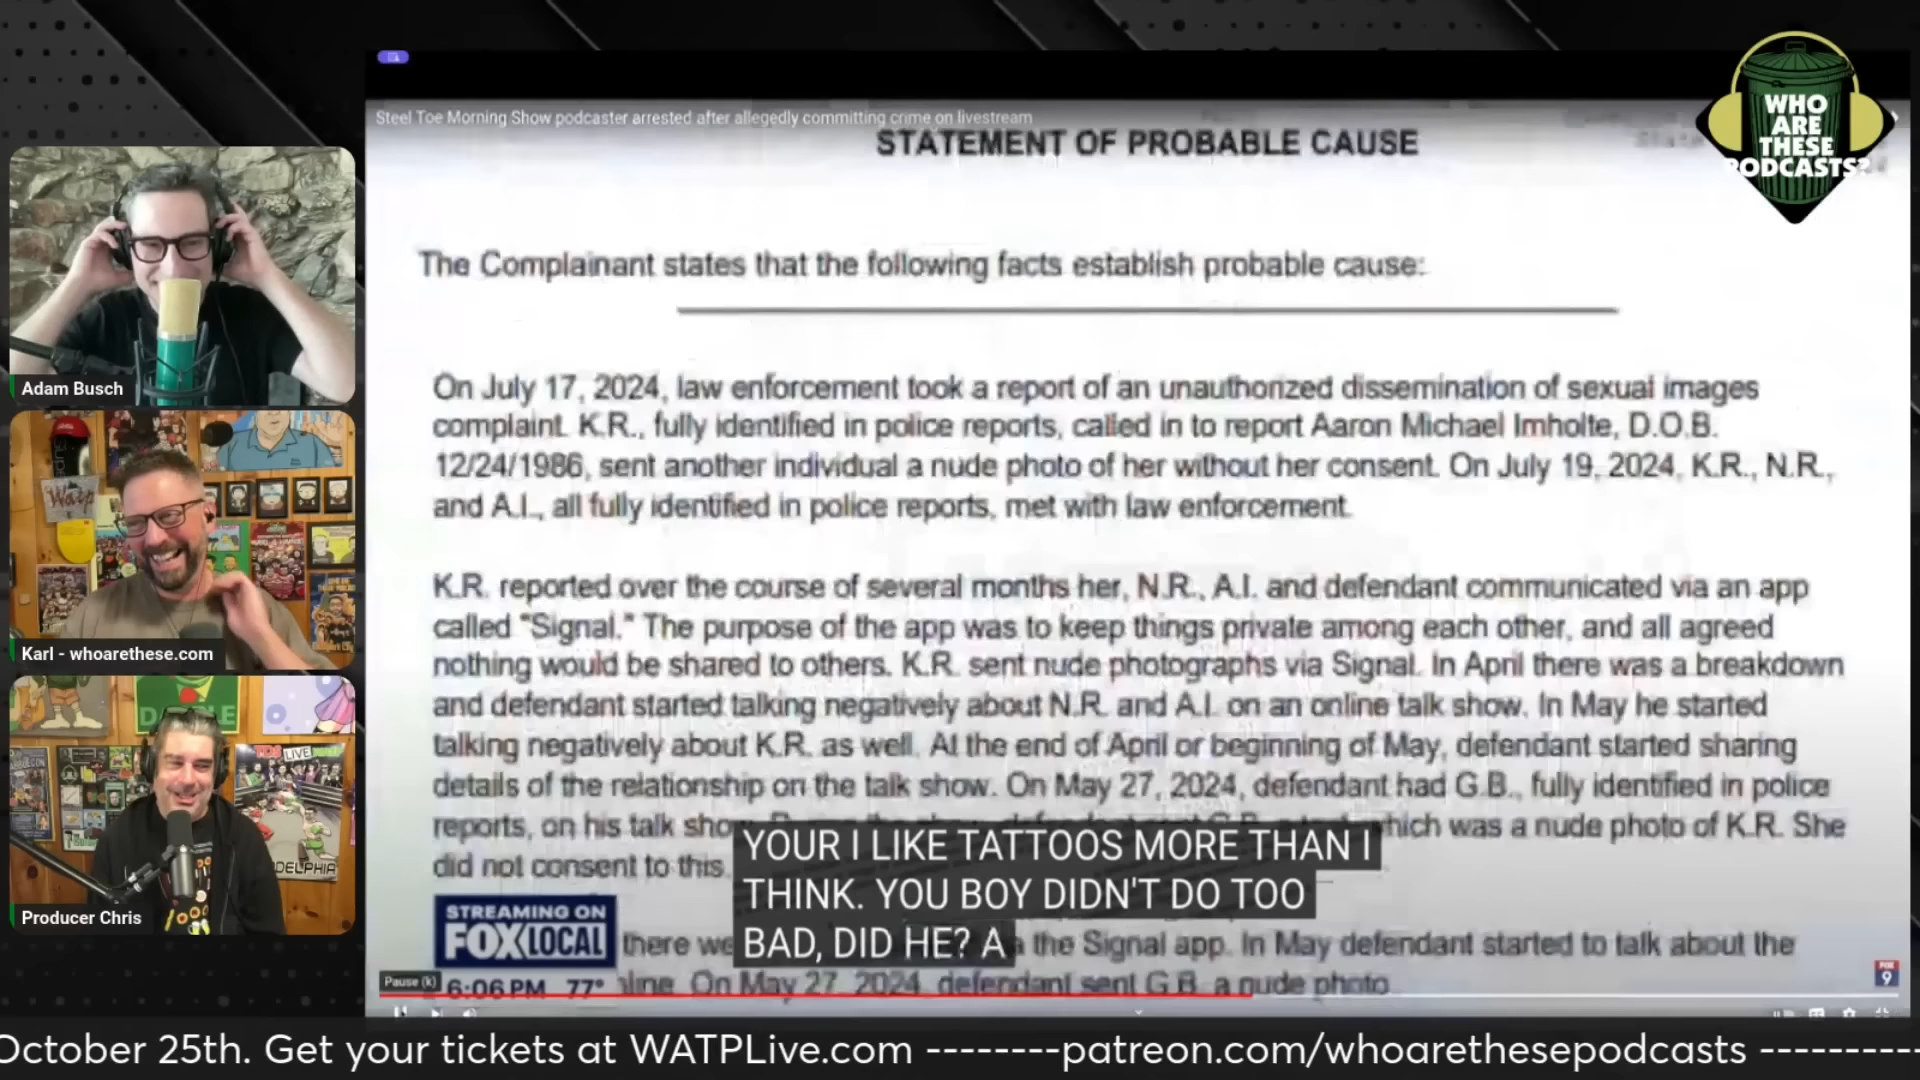 Steel Toe Morning Show podcaster arrested after allegedly committing crime on livestream
STATEMENT OF PROBABLE CAUSE
WHO
ARE
THESE
PODCASTS?
The Complainant states that the following facts establish probable cause:
On July 17, 2024, law enforcement took a report of an unauthorized dissemination of sexual images
complaint. K.R., fully identified in police reports, called in to report Aaron Michael Imholte, D.O.B.
12/24/1986, sent another individual a nude photo of her without her consent. On July 19, 2024, K.R., N.R.,
and A.I., all fully identified in police reports, met with law enforcement.
K.R. reported over the course of several months her, N.R., A.I. and defendant communicated via an app
called "Signal." The purpose of the app was to keep things private among each other, and all agreed
nothing would be shared to others. K.R. sent nude photographs via Signal. In April there was a breakdown
and defendant started talking negatively about N.R. and A.I. on an online talk show. In May he started
talking negatively about K.R. as well. At the end of April or beginning of May, defendant started sharing
details of the relationship on the talk show. On May 27, 2024, defendant had G.B., fully identified in police
reports, on his talk which was a nude photo of K.R. She
did not consent to this.
YOUR I LIKE TATTOOS MORE THAN I
THINK. YOU BOY DIDN'T DO TOO
BAD, DID HE? A
there the Signal app. In May defendant started to talk about the
On May 27, 2024, defendant sent G.B. a nude photo
STREAMING ON
FOX LOCAL
Pause (k)
6:06 PM 77°
FOX
9
Adam Busch
Karl - whoarethese.com
Watp
Producer Chris
LIVE
DELPHIA
October 25th. Get your tickets at WATPLive.com --------patreon.com/whoarethesepodcasts ----------